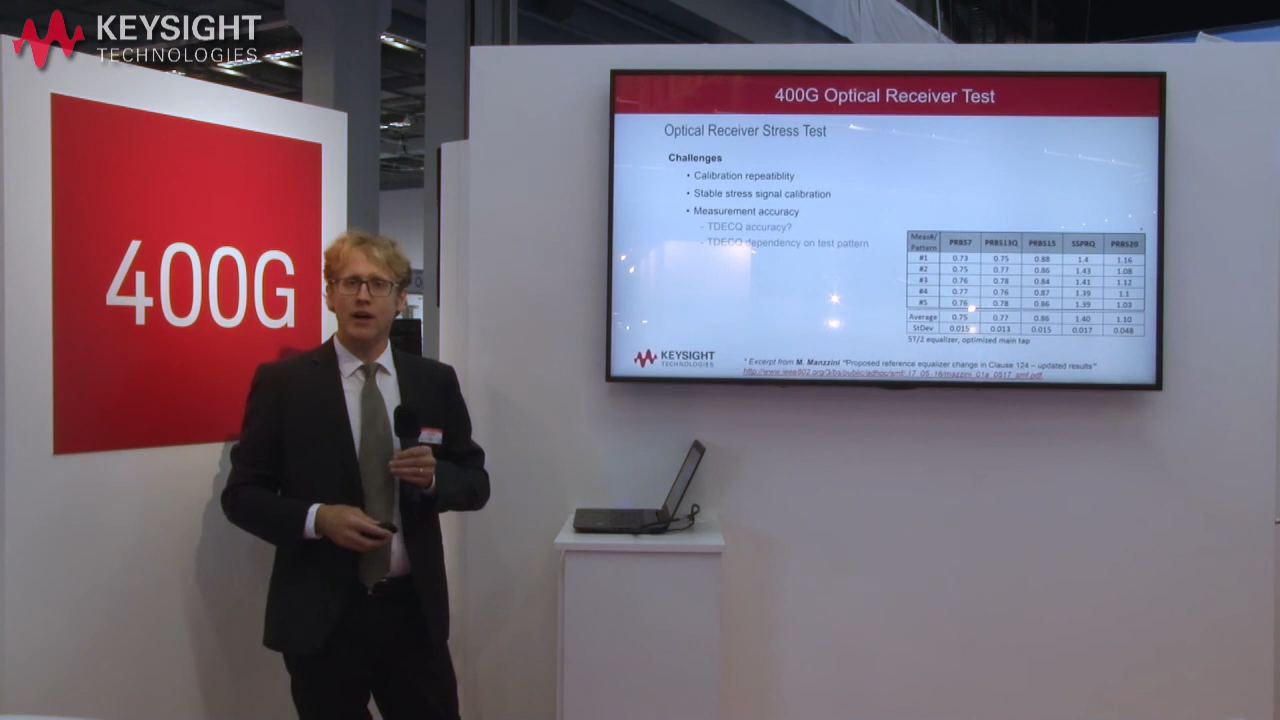 KEYSIGHT
TECHNOLOGIES
400G
400G Optical Receiver Test
Optical Receiver Stress Test
Challenges
• Calibration repeatiblity
• Stable stress signal calibration
• Measurement accuracy
- TDECQ accuracy?
- TDECQ dependency on test pattern
Meas#/ Pattern PRBS7 PRBS13Q PRBS15 SSPRQ PRBS20
#1 0.73 0.75 0.88 1.4 1.16
#2 0.75 0.77 0.86 1.43 1.08
#3 0.76 0.78 0.84 1.41 1.12
#4 0.77 0.76 0.87 1.39 1.1
#5 0.76 0.78 0.86 1.39 1.03
Average 0.75 0.77 0.86 1.40 1.10
StDev 0.015 0.013 0.015 0.017 0.048
5T/2 equalizer, optimized main tap
KEYSIGHT
TECHNOLOGIES
* Excerpt from M. Manzzini "Proposed reference equalizer change in Clause 124 – updated results"